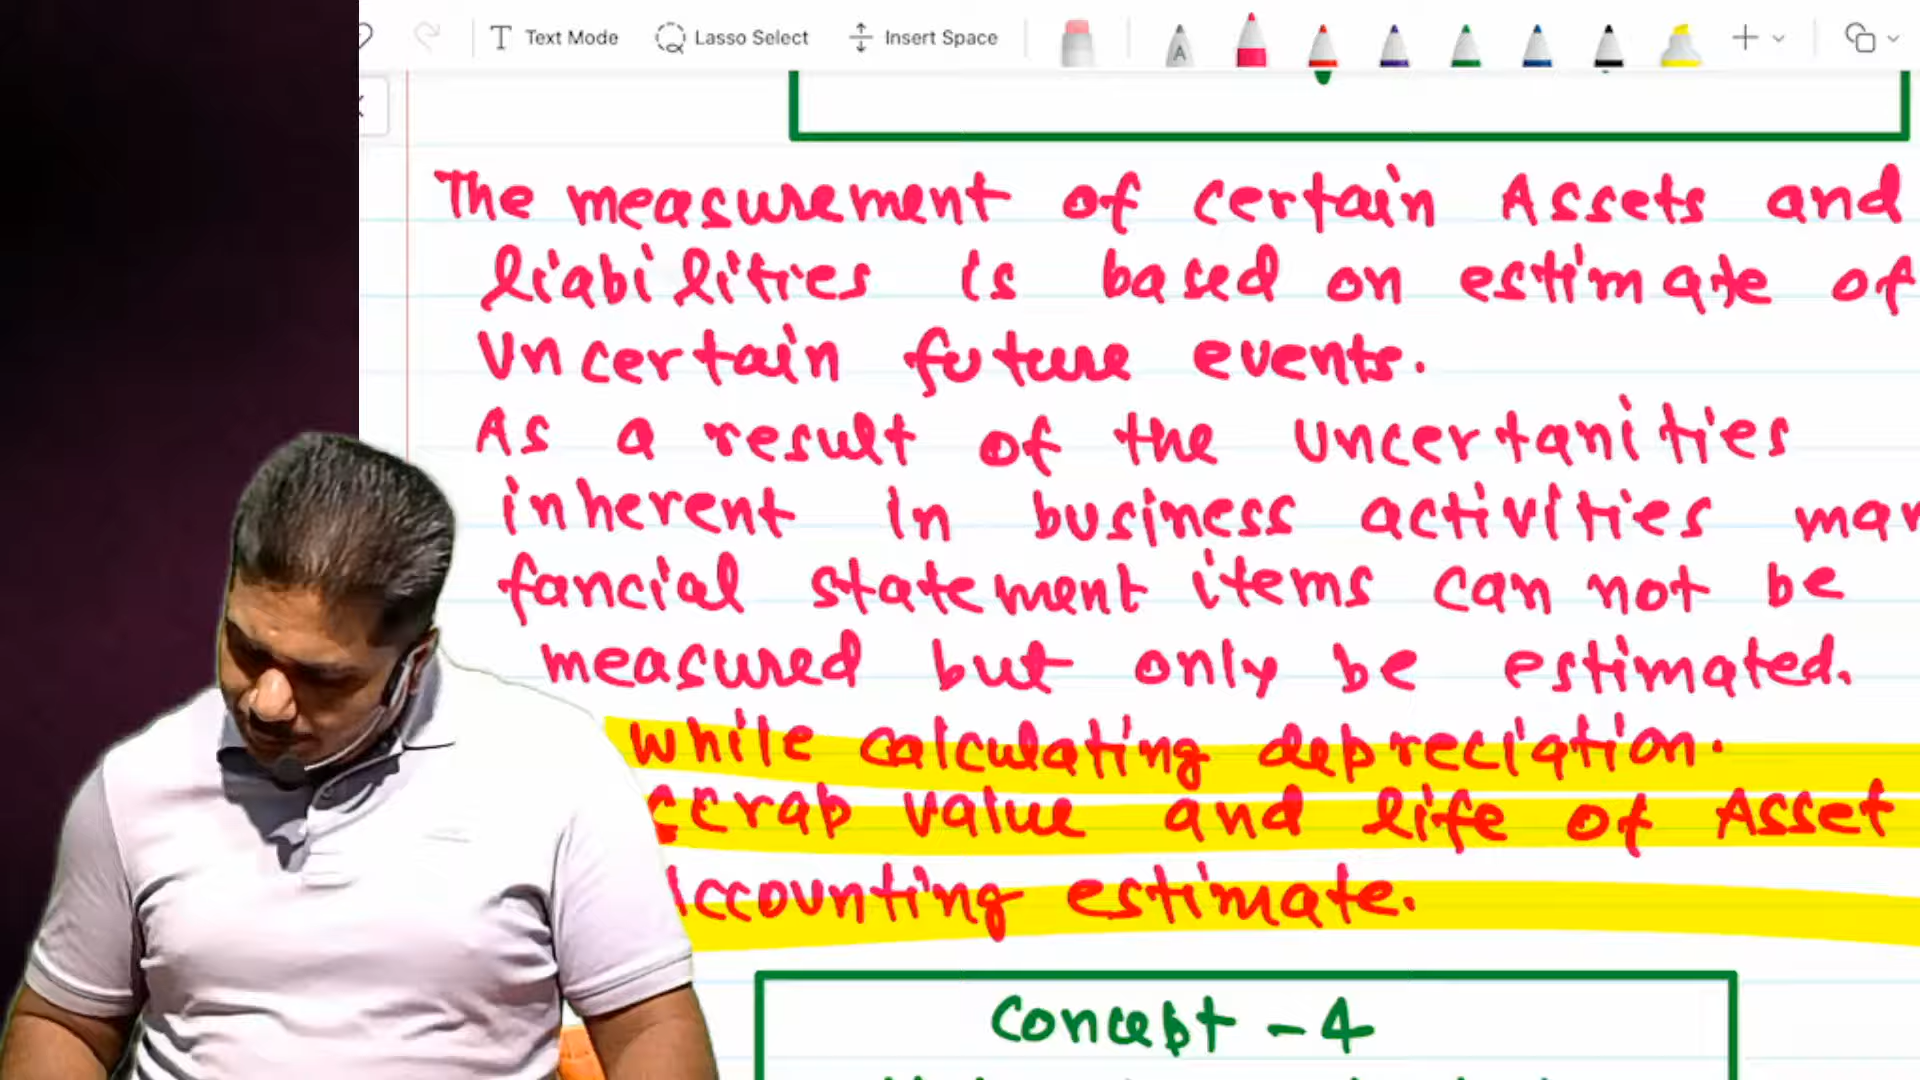 Text Mode Lasso Select Insert Space
A
The measurement of certain Assets and
liabilities is based on estimate of
Uncertain future events.
As a result of the uncertanities
inherent in business activities
fancial statement items can not be
measured but only be estimated.
While calculating depreciation.
scrap value and life of Asset
Accounting estimate.
Concept - 4